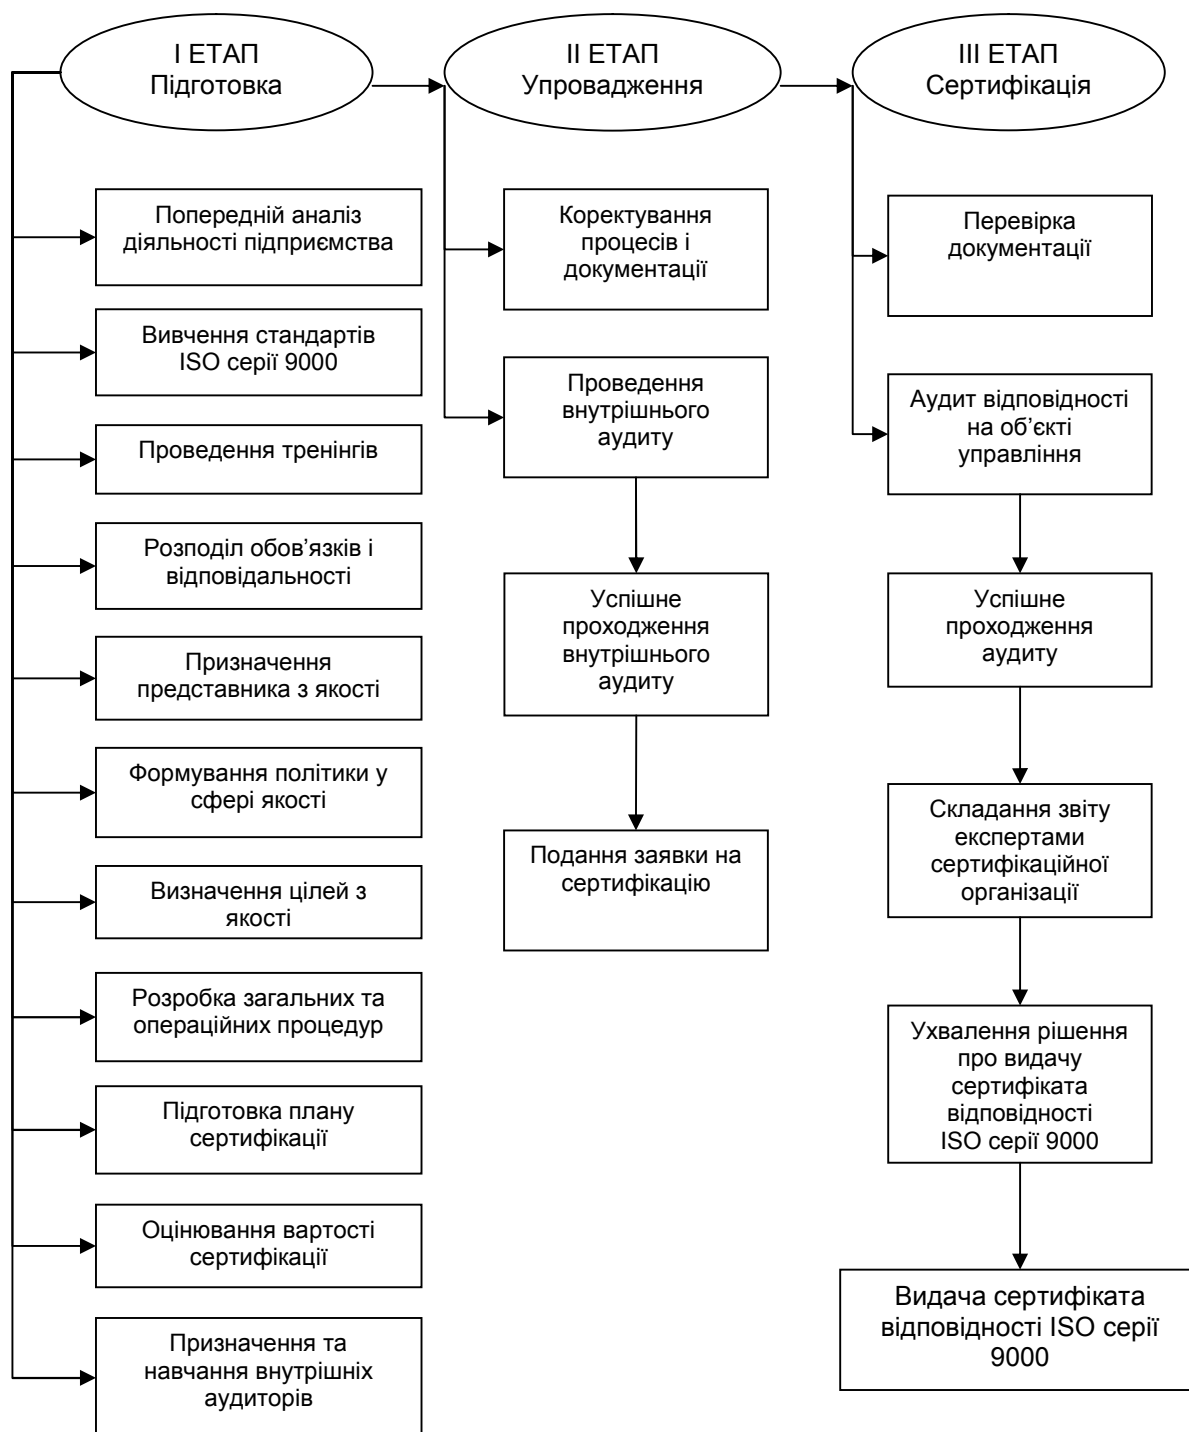 І ЕТАП
Підготовка
ІІ ЕТАП
Упровадження
ІІІ ЕТАП
Сертифікація
Попередній аналіз
діяльності підприємства
Вивчення стандартів
ISO серії 9000
Проведення тренінгів
Розподіл обов’язків і
відповідальності
Призначення
представника з якості
Формування політики у
сфері якості
Визначення цілей з
якості
Розробка загальних та
операційних процедур
Підготовка плану
сертифікації
Оцінювання вартості
сертифікації
Призначення та
навчання внутрішніх
аудиторів
Коректування
процесів і
документації
Проведення
внутрішнього
аудиту
Успішне
проходження
внутрішнього
аудиту
Подання заявки на
сертифікацію
Перевірка
документації
Аудит відповідності
на об’єкті
управління
Успішне
проходження
аудиту
Складання звіту
експертами
сертифікаційної
організації
Ухвалення рішення
про видачу
сертифіката
відповідності
ISO серії 9000
Видача сертифіката
відповідності ISO серії
9000